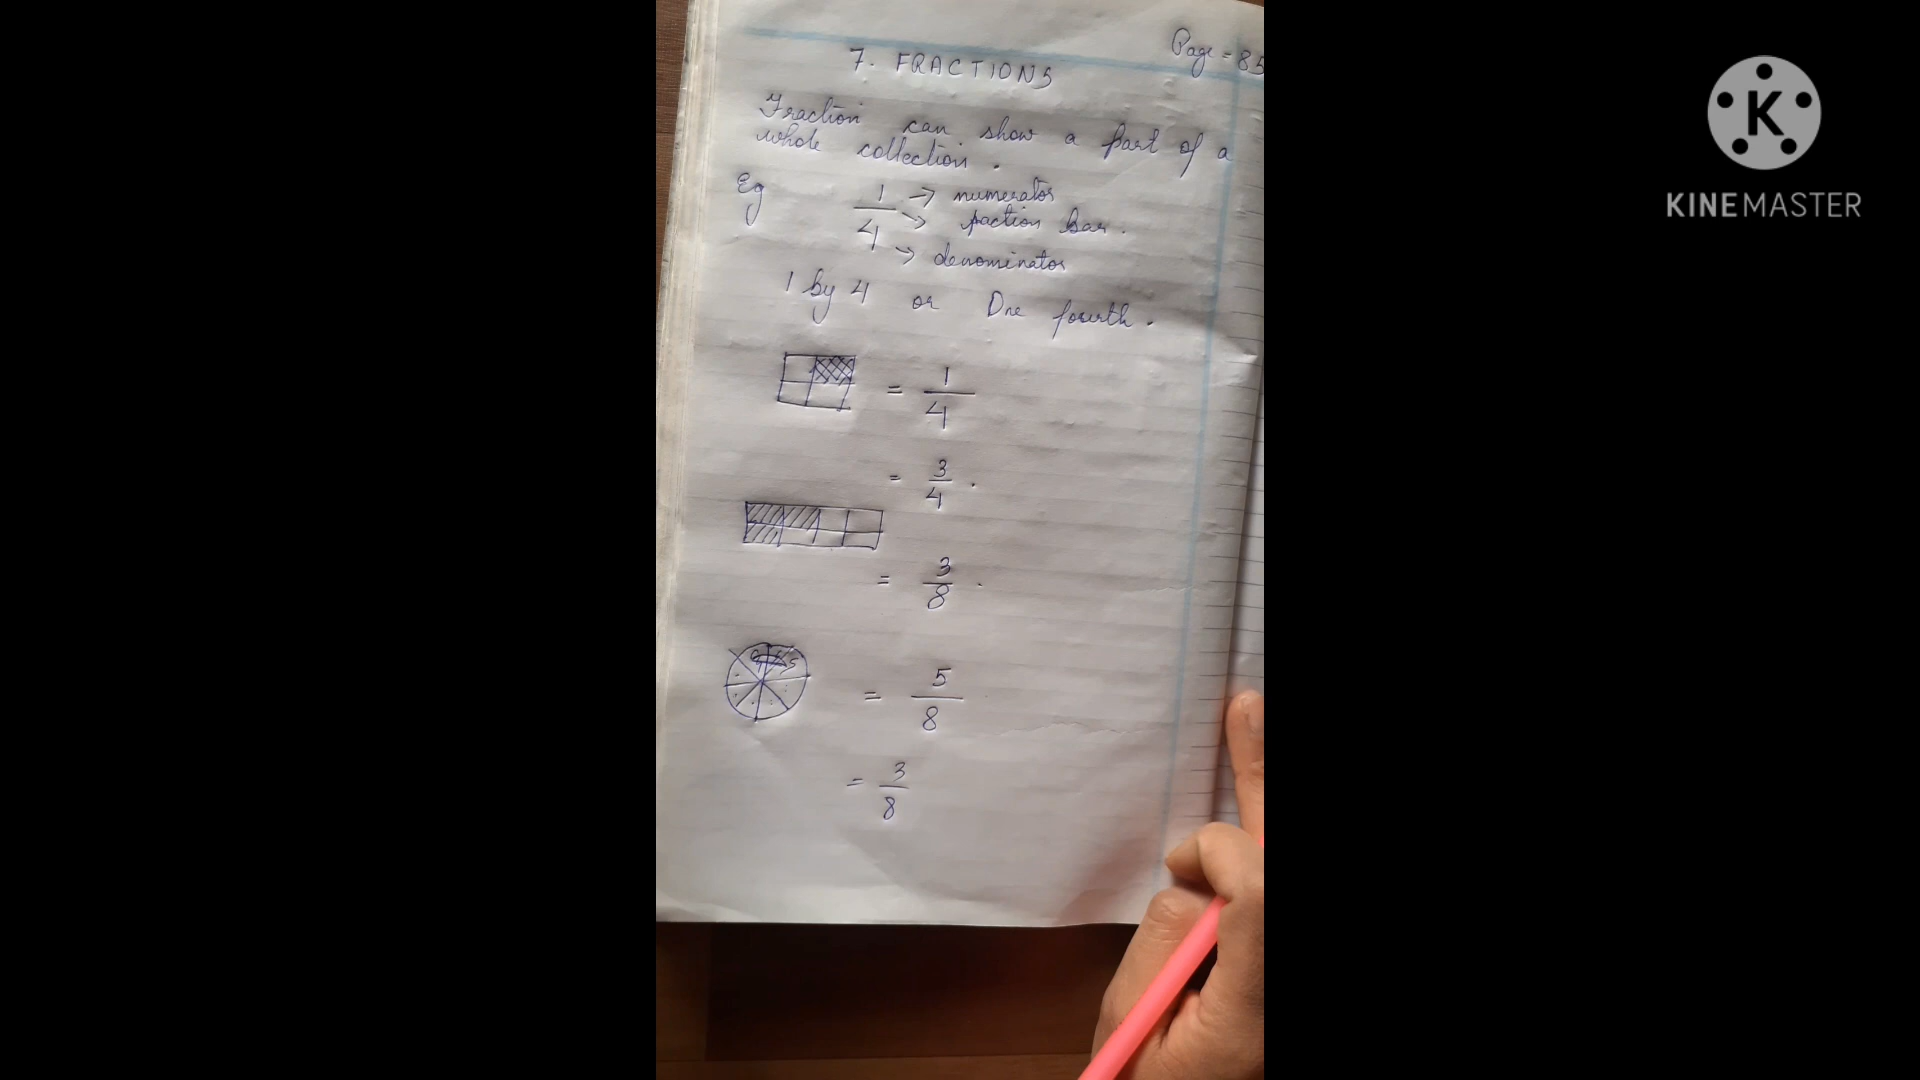 Page = 85
7. FRACTIONS
Fraction can show a part of a
whole collection.
Eg 1/4 → numerator
→ fraction bar.
→ denominator
1 by 4 or One fourth.
= 1/4
= 3/4.
= 3/8.
= 5/8
= 3/8
K
KINEMASTER